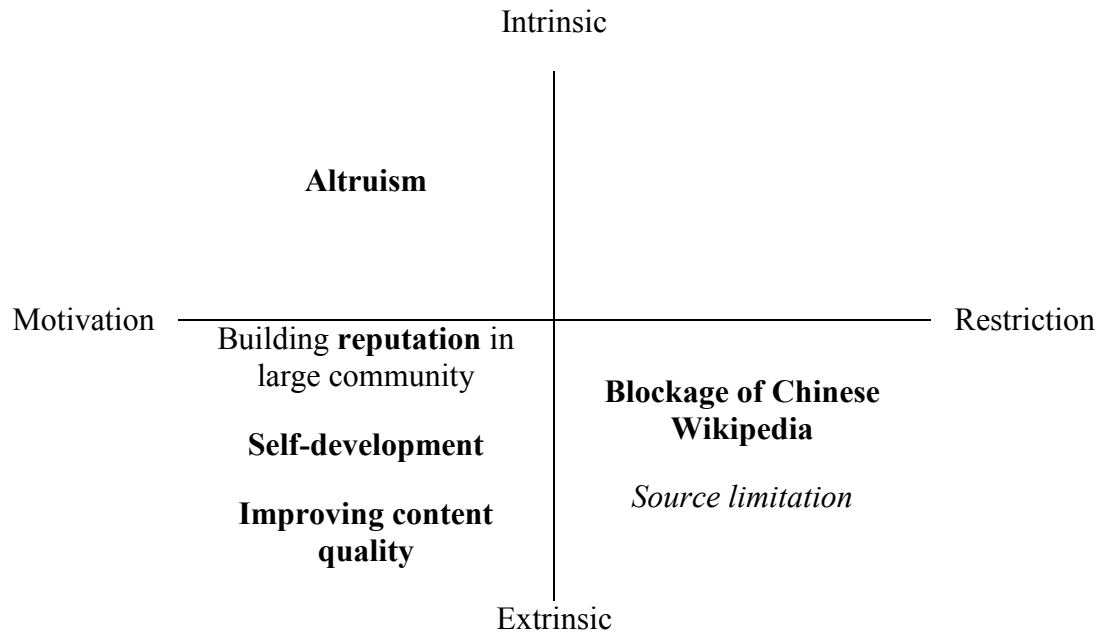 Intrinsic
Altruism
Motivation
Restriction
Building reputation in
large community
Self-development
Improving content
quality
Blockage of Chinese
Wikipedia
Source limitation
Extrinsic